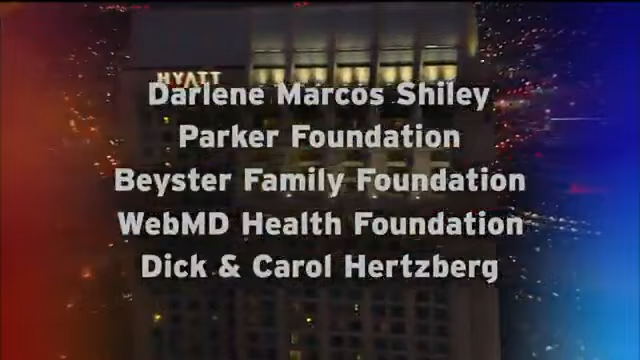 HYATT
Darlene Marcos Shiley
Parker Foundation
Beyster Family Foundation
WebMD Health Foundation
Dick & Carol Hertzberg